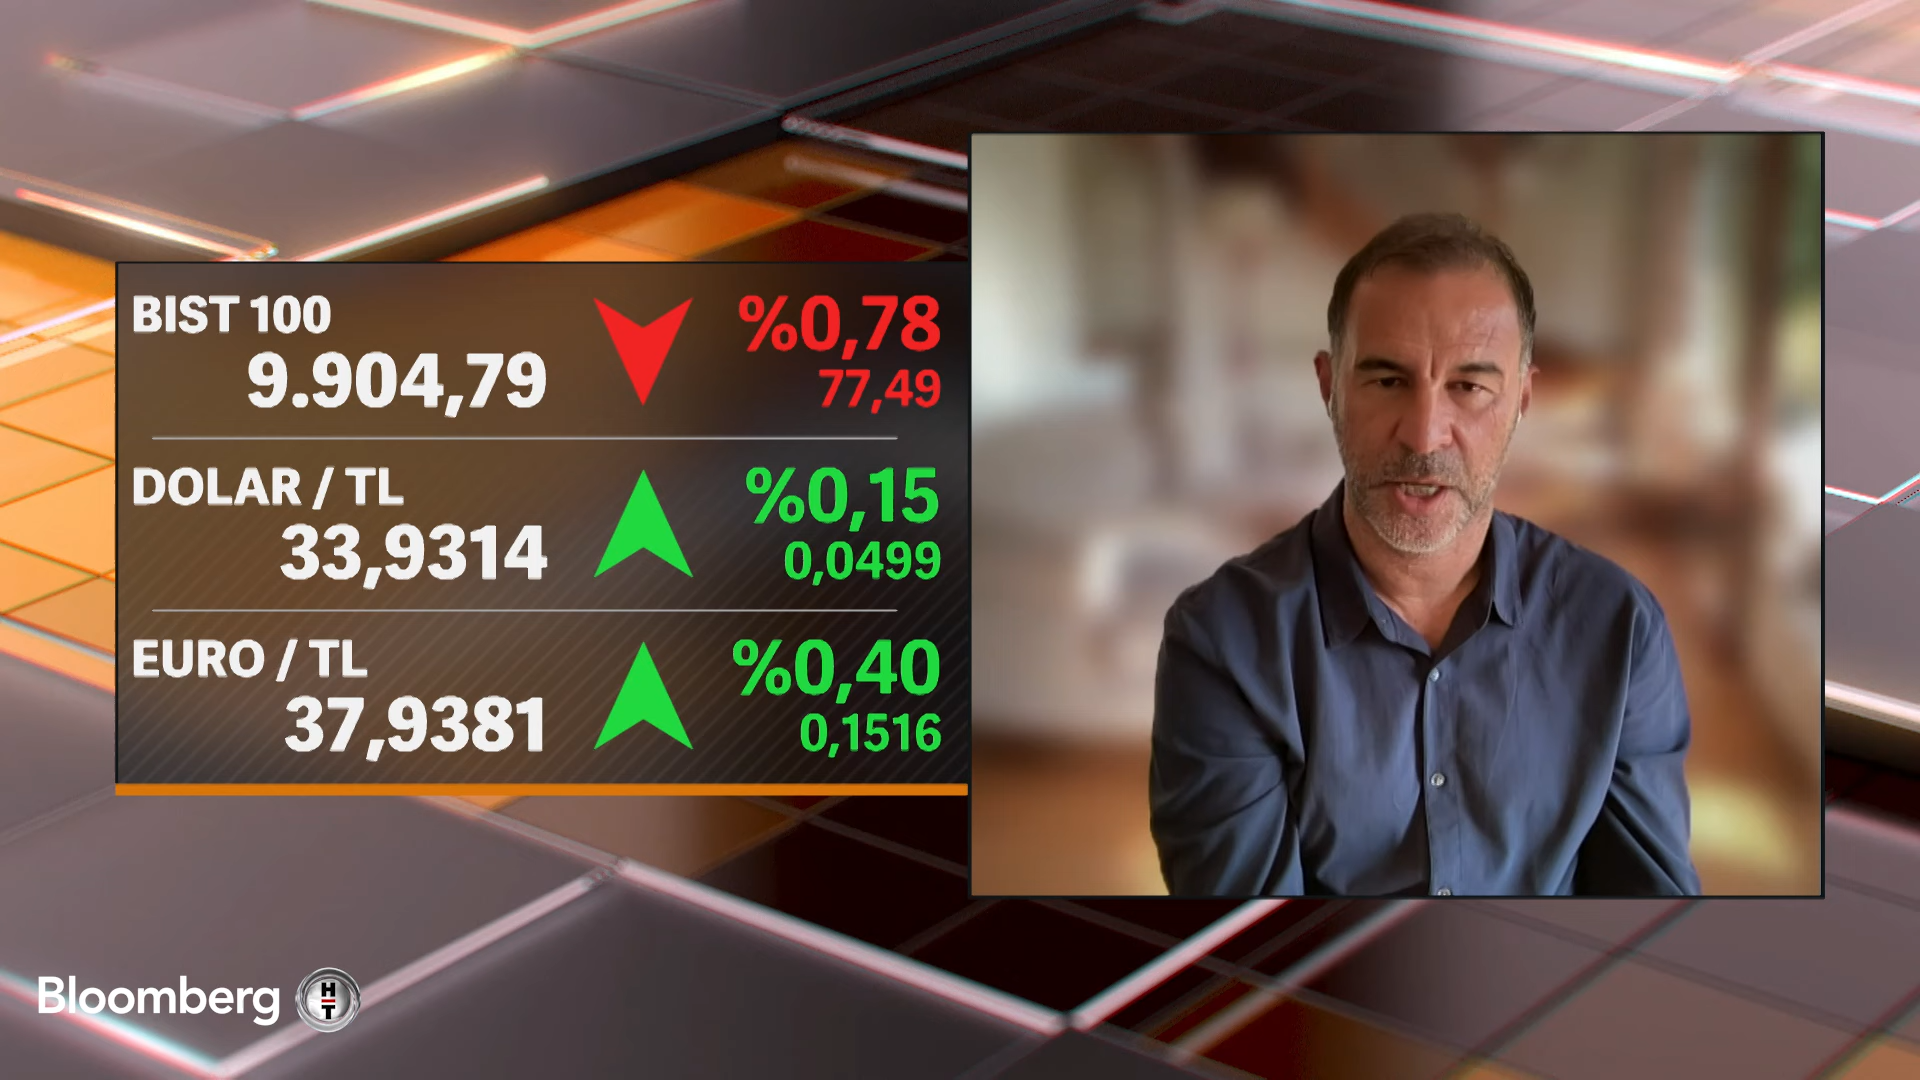 BIST 100
9.904,79
%0,78
77,49
DOLAR / TL
33,9314
%0,15
0,0499
EURO / TL
37,9381
%0,40
0,1516
Bloomberg HT